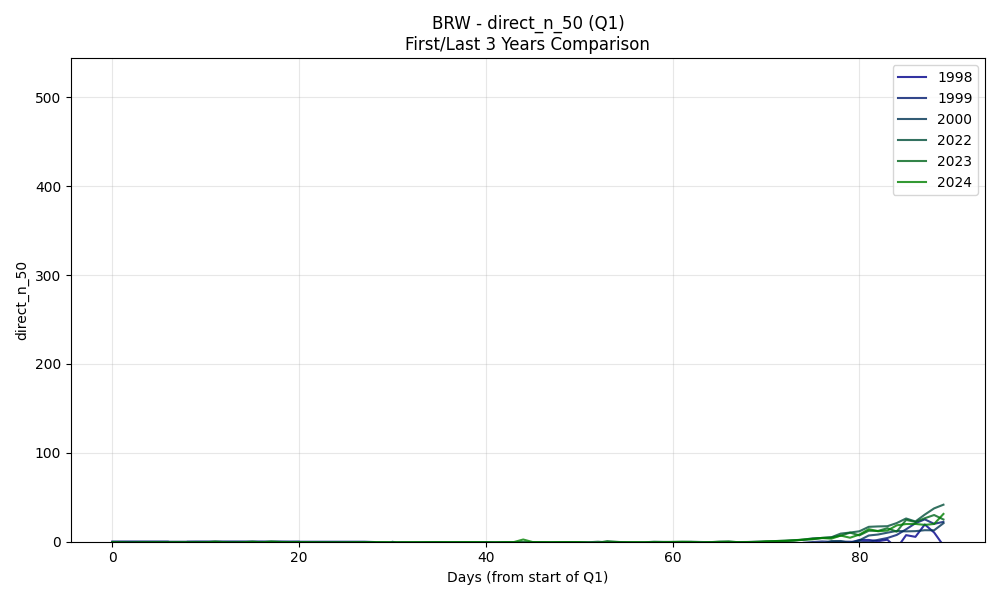 BRW - direct_n_50 (Q1)
First/Last 3 Years Comparison
1998
1999
2000
2022
2023
2024
500
400
300
200
100
0
direct_n_50
0 20 40 60 80
Days (from start of Q1)